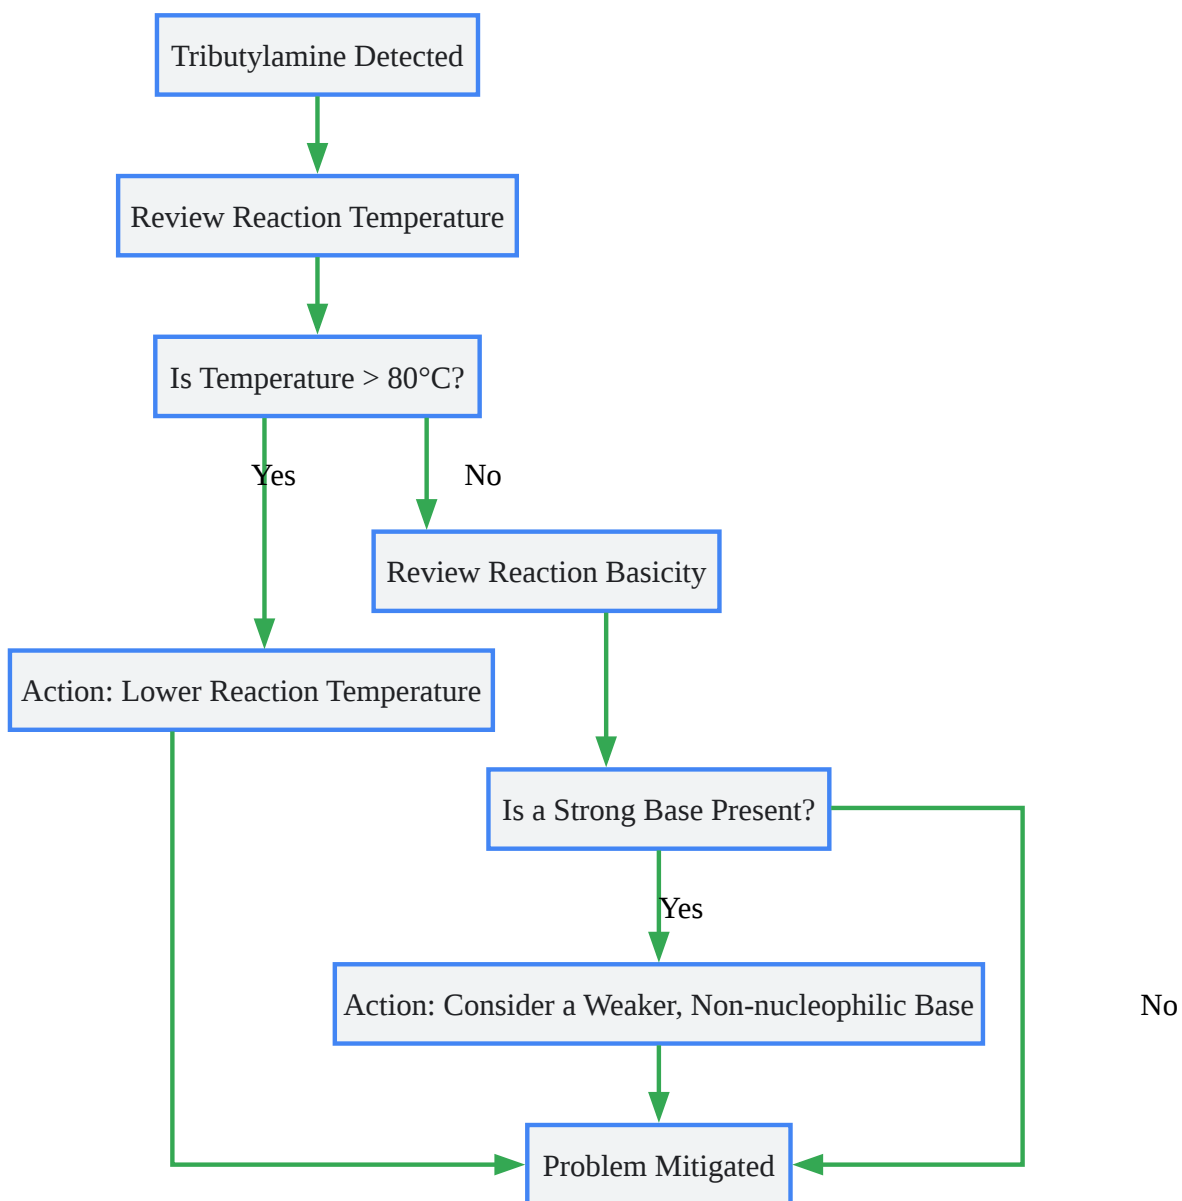 Tributylamine Detected
Review Reaction Temperature
Is Temperature > 80°C?
Yes
No
Review Reaction Basicity
Action: Lower Reaction Temperature
Is a Strong Base Present?
Yes
Action: Consider a Weaker, Non-nucleophilic Base
No
Problem Mitigated